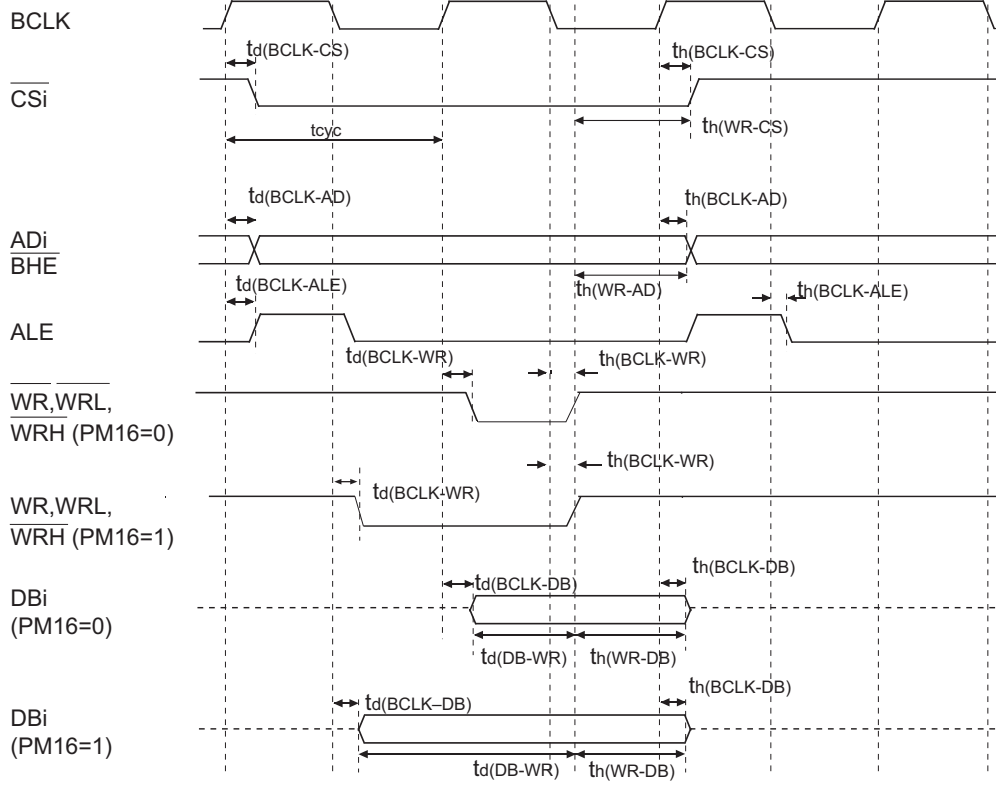 BCLK
td(BCLK-CS)
th(BCLK-CS)
CSi
th(WR-CS)
tcyc
td(BCLK-AD)
th(BCLK-AD)
ADi
BHE
td(BCLK-ALE)
th(WR-AD)
th(BCLK-ALE)
ALE
td(BCLK-WR)
th(BCLK-WR)
WR,WRL,
WRH (PM16=0)
th(BCLK-WR)
td(BCLK-WR)
WR,WRL,
WRH (PM16=1)
td(BCLK-DB)
th(BCLK-DB)
DBi
(PM16=0)
td(DB-WR)
th(WR-DB)
th(BCLK-DB)
td(BCLK–DB)
DBi
(PM16=1)
td(DB-WR)
th(WR-DB)